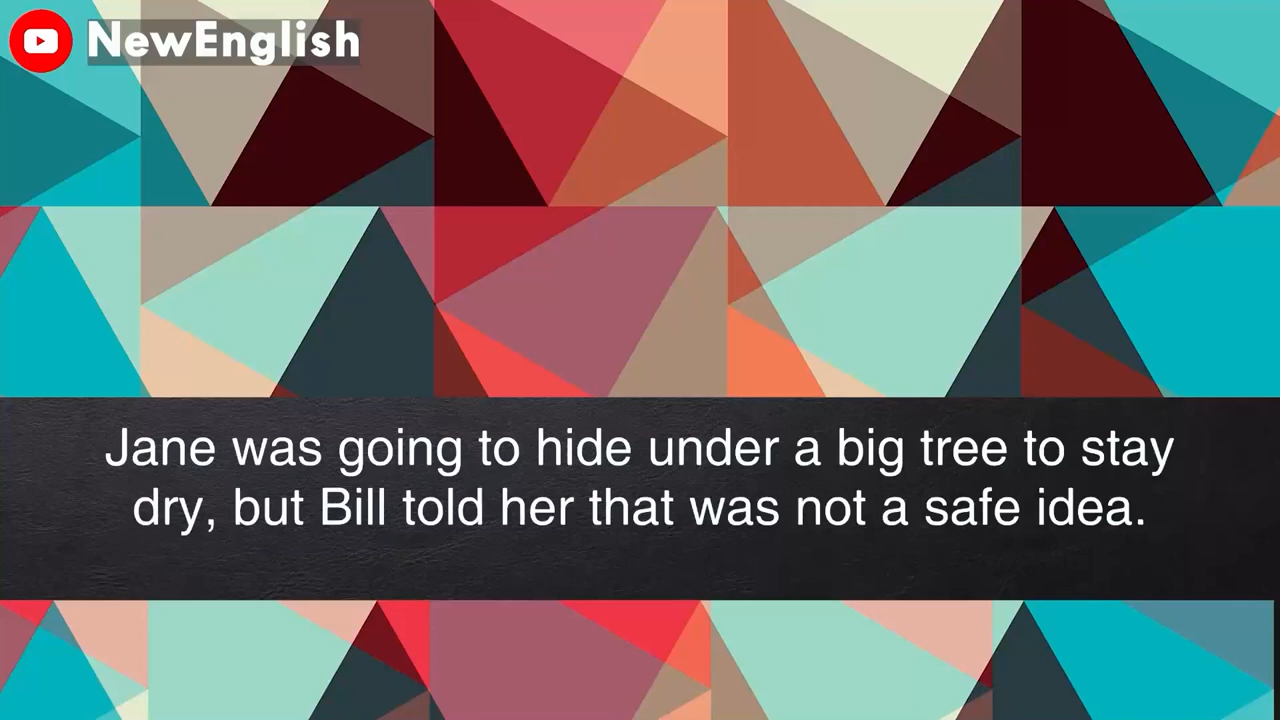 NewEnglish
Jane was going to hide under a big tree to stay
dry, but Bill told her that was not a safe idea.